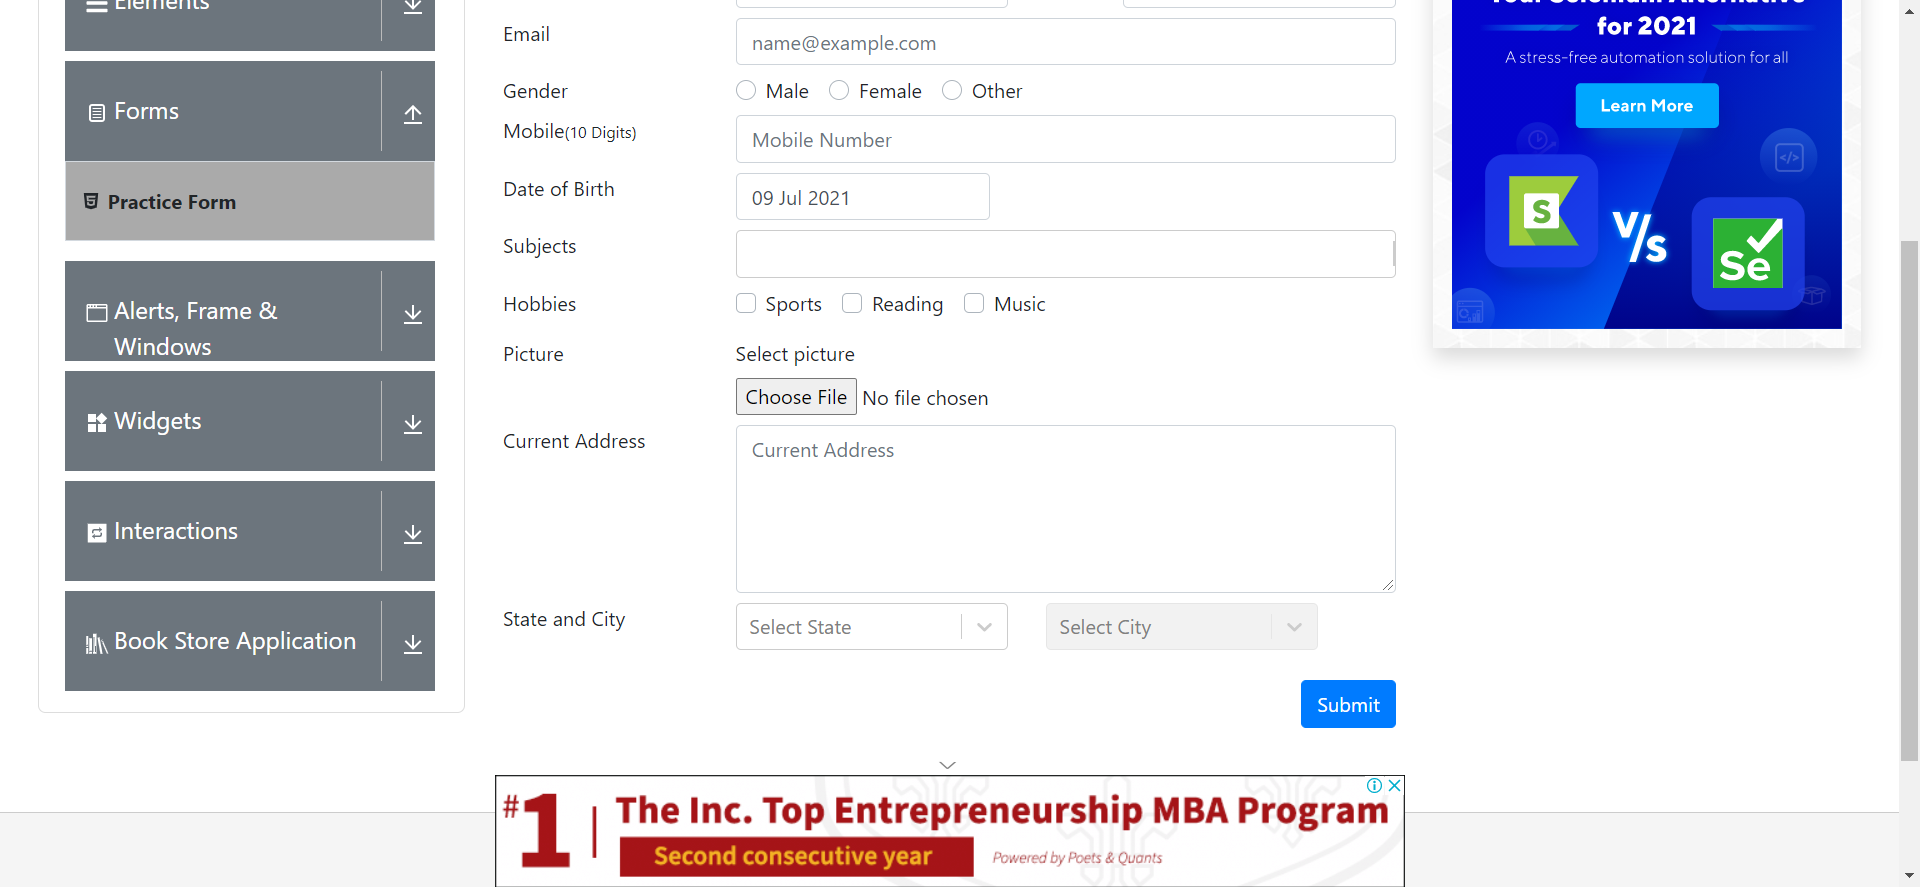 Elements
Forms
Practice Form
Alerts, Frame &
Windows
Widgets
Interactions
Book Store Application
Email
name@example.com
Gender
Male Female Other
Mobile(10 Digits)
Mobile Number
Date of Birth
09 Jul 2021
Subjects
Hobbies
Sports Reading Music
Picture
Select picture
Choose File No file chosen
Current Address
Current Address
State and City
Select State
Select City
Submit
Your Selenium Alternative
for 2021
A stress-free automation solution for all
Learn More
S
V/s
Se
#1
The Inc. Top Entrepreneurship MBA Program
Second consecutive year
Powered by Poets & Quants